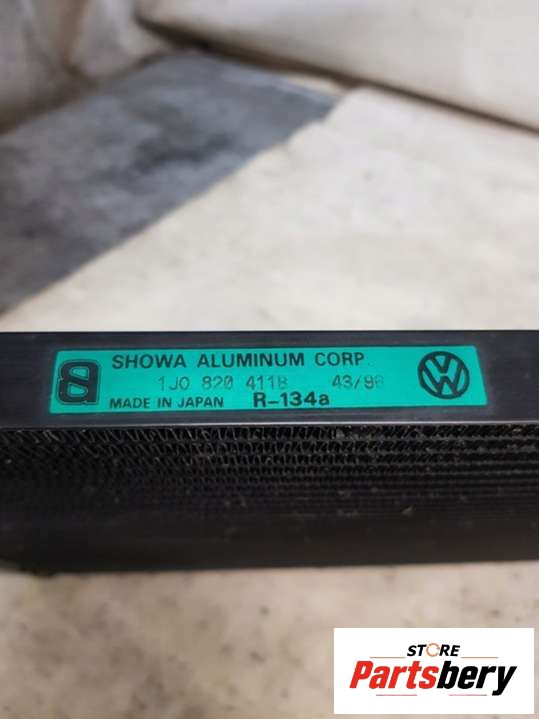 SHOWA ALUMINUM CORP.
1J0 820 411B 43/98
MADE IN JAPAN R-134a
STORE
Partsbery